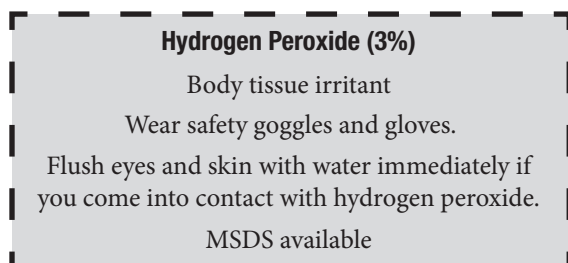 Hydrogen Peroxide (3%)
Body tissue irritant
Wear safety goggles and gloves.
Flush eyes and skin with water immediately if
you come into contact with hydrogen peroxide.
MSDS available